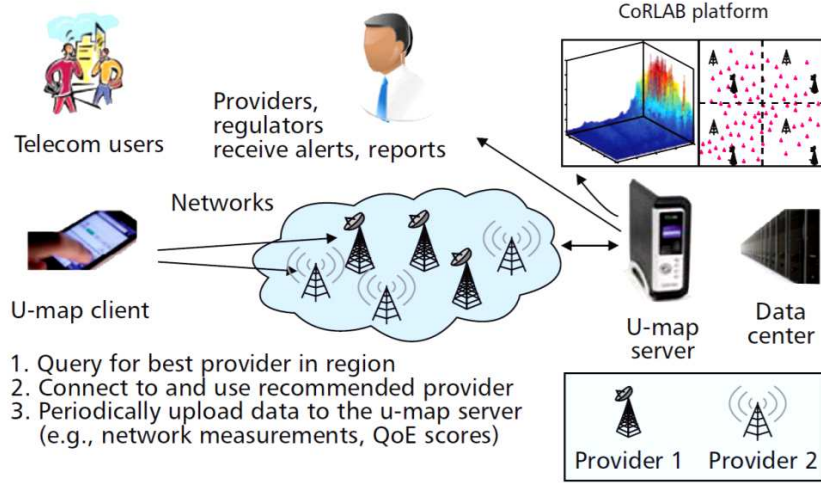 CoRLAB platform
Telecom users
Providers,
regulators
receive alerts, reports
Networks
U-map client
U-map
server
Data
center
1. Query for best provider in region
2. Connect to and use recommended provider
3. Periodically upload data to the u-map server
(e.g., network measurements, QoE scores)
Provider 1
Provider 2